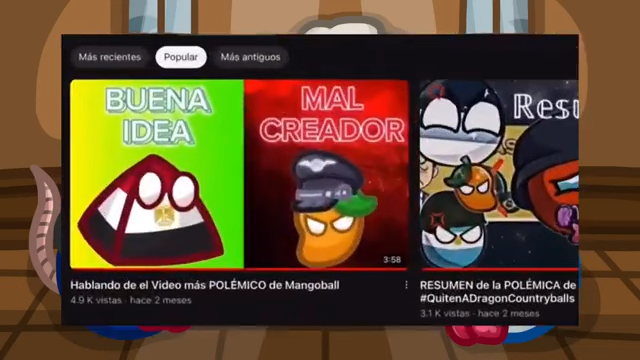 Más recientes
Popular
Más antiguos
BUENA
IDEA
MAL
CREADOR
3:58
Hablando de el Video más POLÉMICO de Mangoball
4.9 K vistas · hace 2 meses
RESUMEN de la POLÉMICA de
#QuitenADragonCountryballs
3.1 K vistas · hace 2 meses